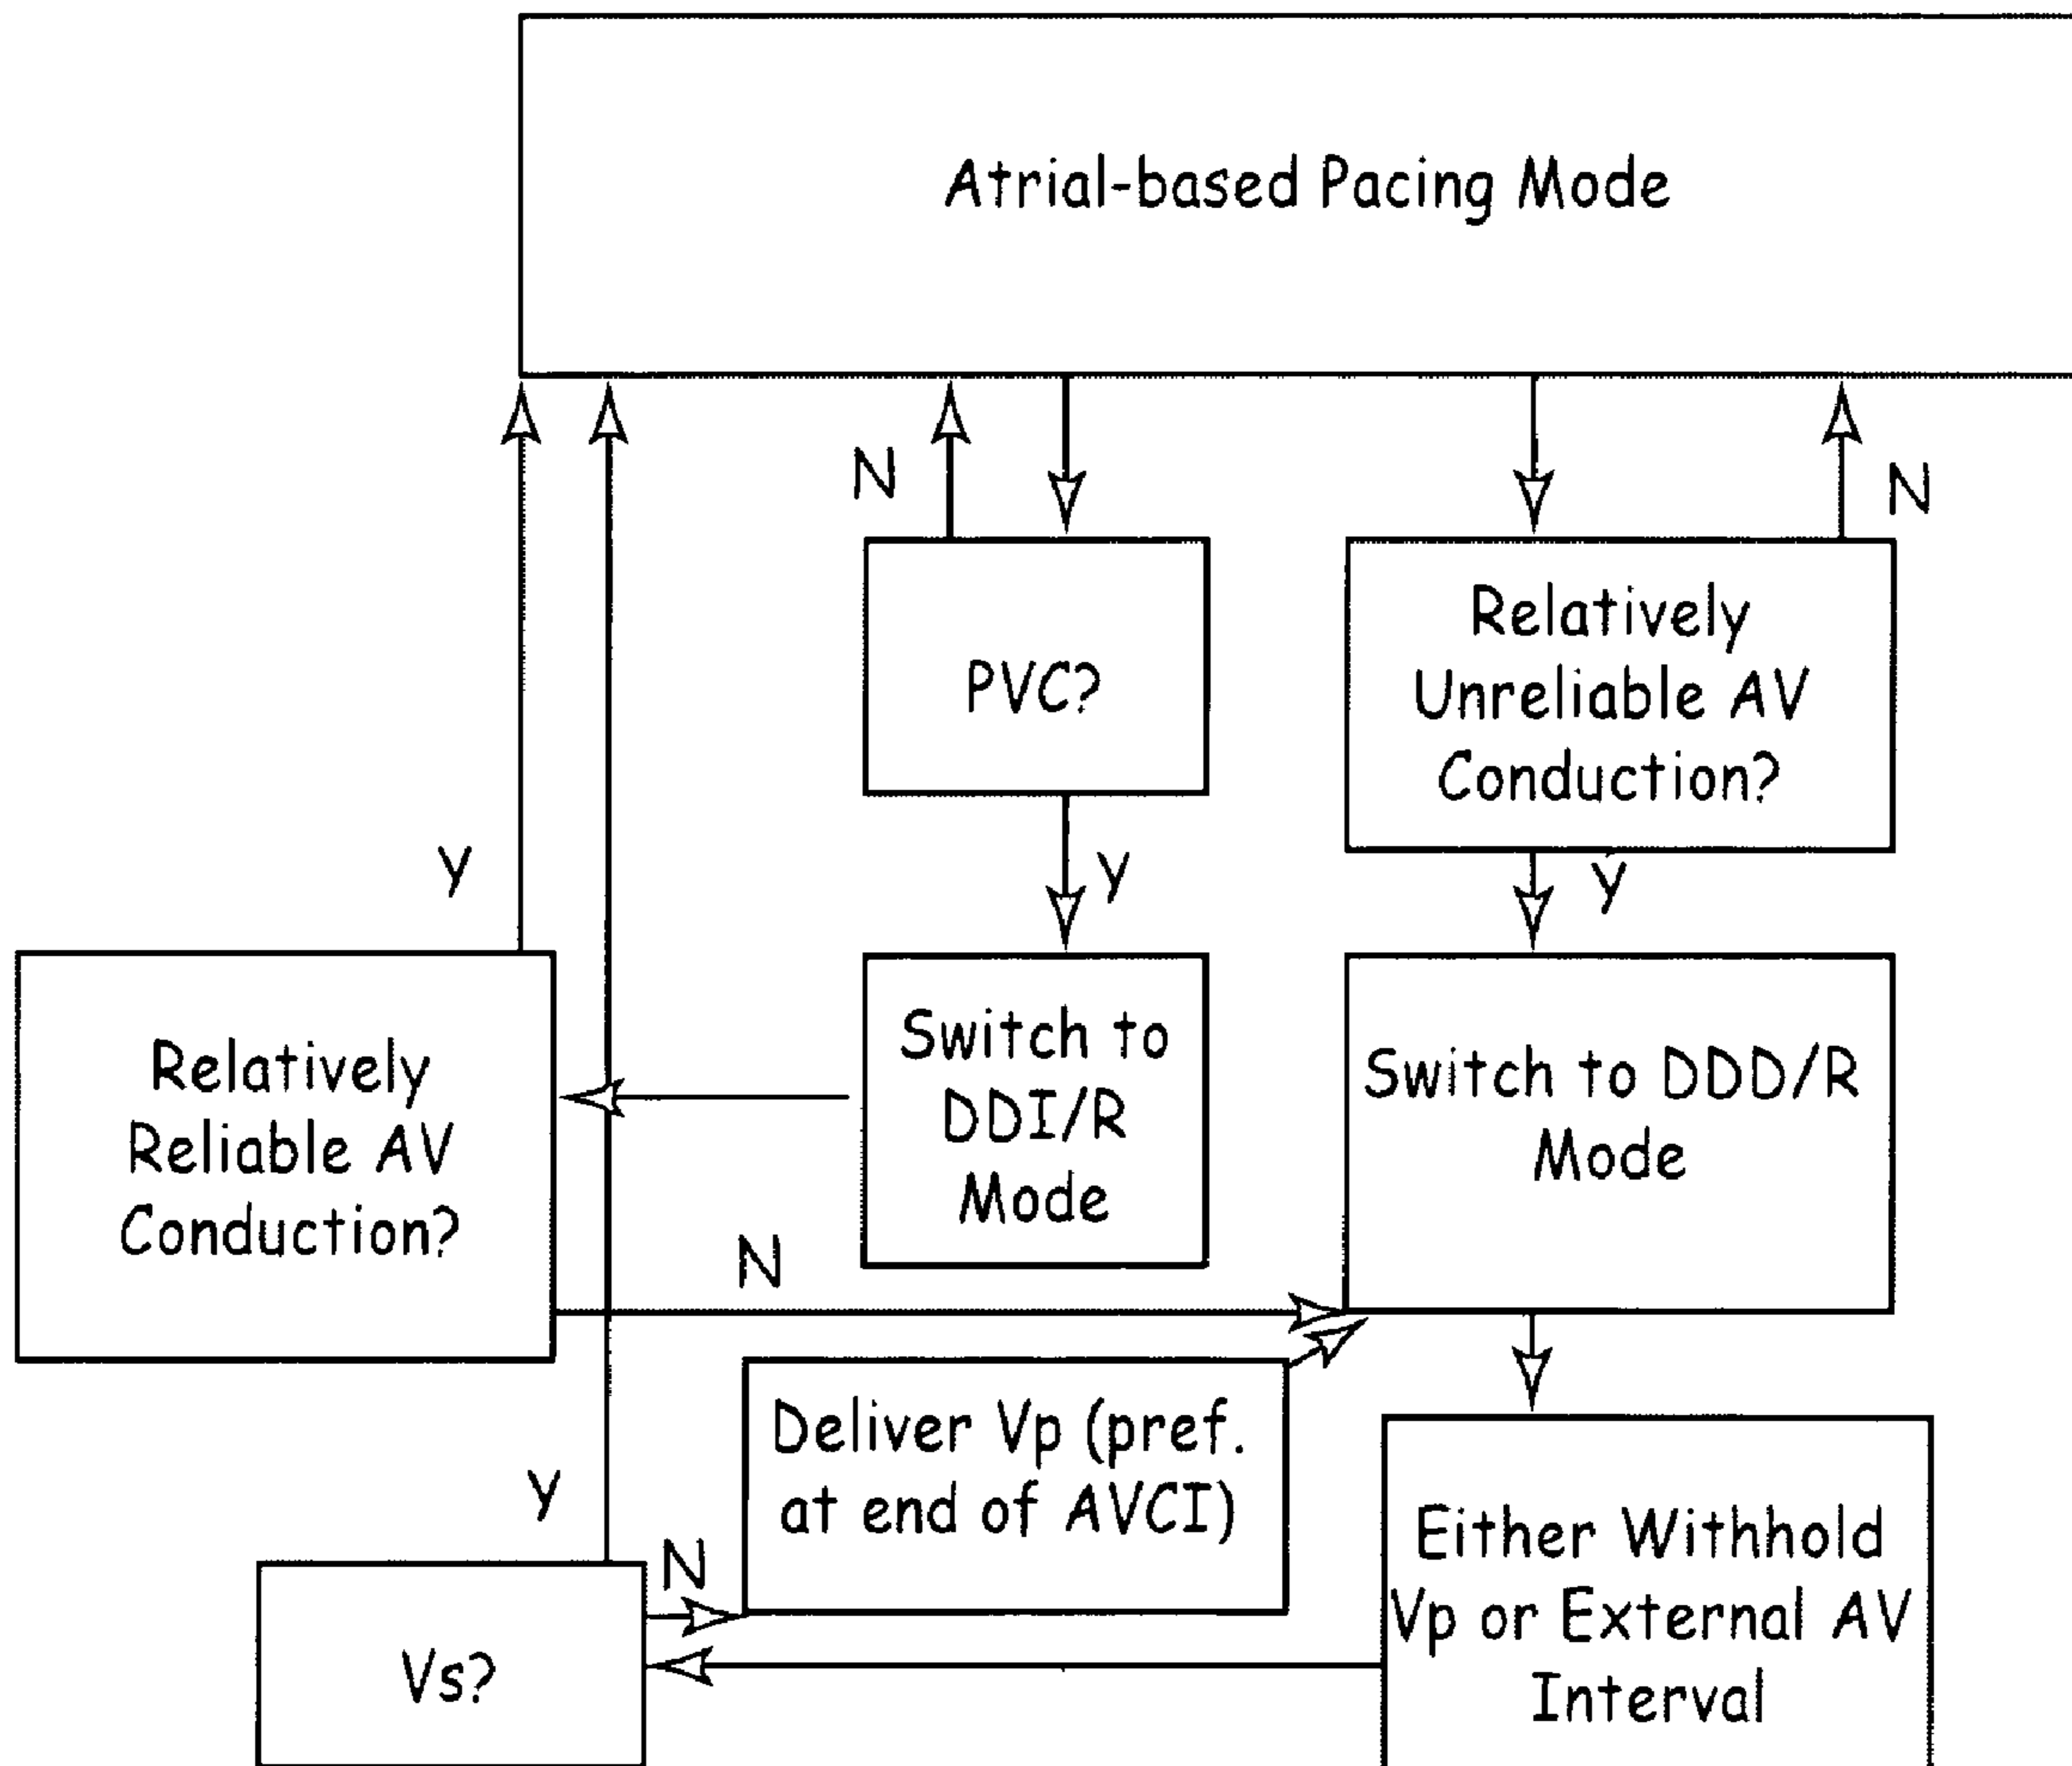 Atrial-based Pacing Mode
N
N
PVC?
Relatively
Unreliable AV
Conduction?
Y
Y
Y
Relatively
Reliable AV
Conduction?
Switch to
DDI/R
Mode
Switch to DDD/R
Mode
N
Deliver Vp (pref.
at end of AVCI)
Y
N
Vs?
Either Withhold
Vp or External AV
Interval